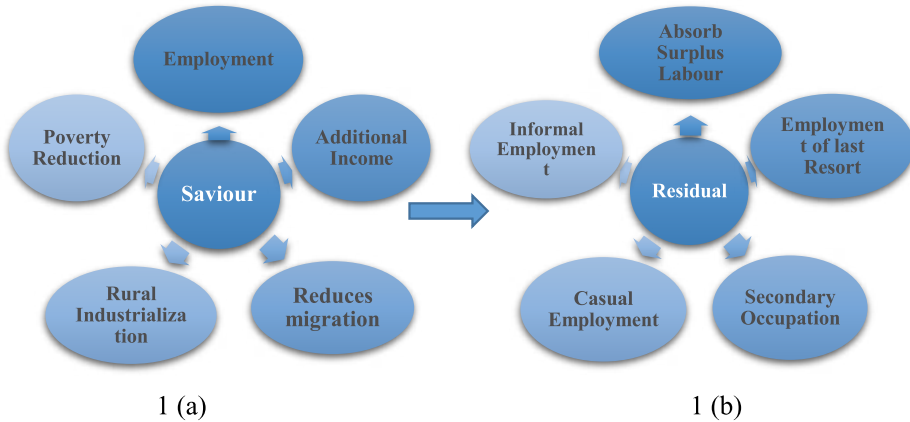 Employment
Poverty
Reduction
Additional
Income
Saviour
Rural
Industrializa
tion
Reduces
migration
1 (a)
Absorb
Surplus
Labour
Informal
Employmen
t
Employmen
t of last
Resort
Residual
Casual
Employment
Secondary
Occupation
1 (b)